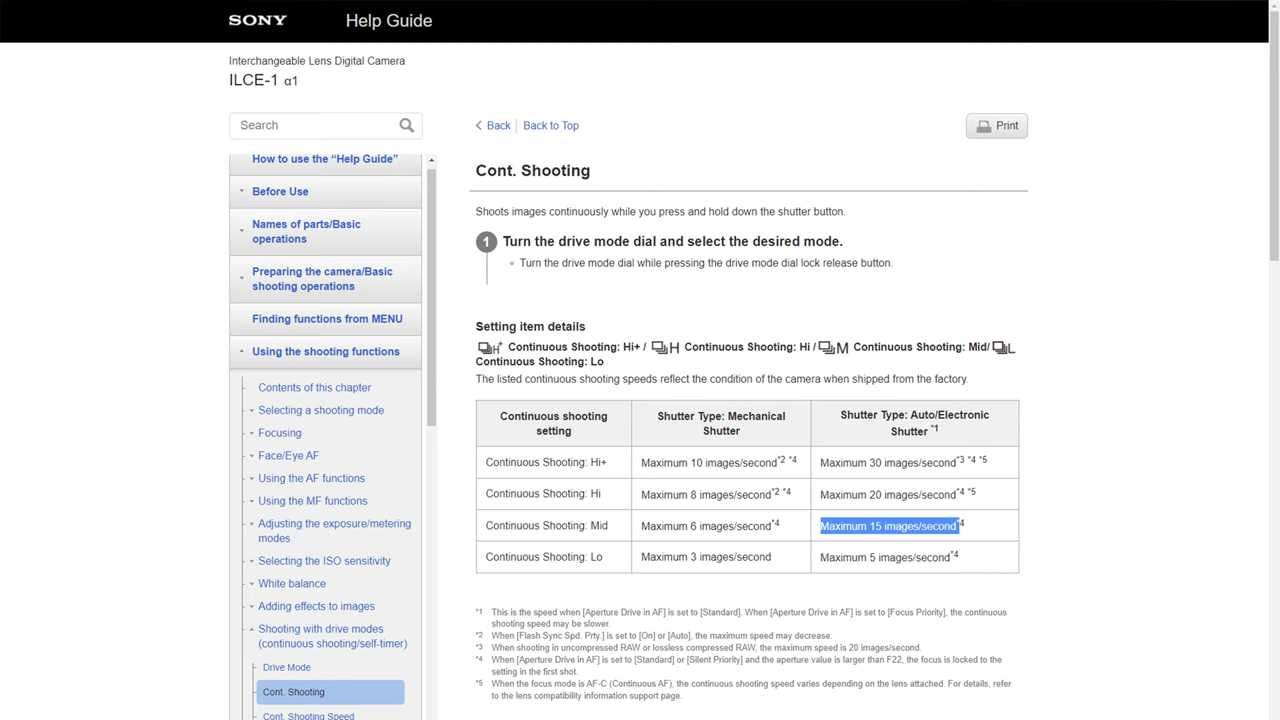 SONY Help Guide
Interchangeable Lens Digital Camera
ILCE-1 α1
Search
How to use the “Help Guide”
Before Use
Names of parts/Basic
operations
Preparing the camera/Basic
shooting operations
Finding functions from MENU
Using the shooting functions
Contents of this chapter
Selecting a shooting mode
Focusing
Face/Eye AF
Using the AF functions
Using the MF functions
Adjusting the exposure/metering
modes
Selecting the ISO sensitivity
White balance
Adding effects to images
Shooting with drive modes
(continuous shooting/self-timer)
Drive Mode
Cont. Shooting
Cont. Shooting Speed
Back Back to Top Print
Cont. Shooting
Shoots images continuously while you press and hold down the shutter button.
1 Turn the drive mode dial and select the desired mode.
Turn the drive mode dial while pressing the drive mode dial lock release button.
Setting item details
H+ Continuous Shooting: Hi+ / H Continuous Shooting: Hi / M Continuous Shooting: Mid/ L
Continuous Shooting: Lo
The listed continuous shooting speeds reflect the condition of the camera when shipped from the factory.
Continuous shooting
setting
Shutter Type: Mechanical
Shutter
Shutter Type: Auto/Electronic
Shutter *1
Continuous Shooting: Hi+ Maximum 10 images/second*2 *4 Maximum 30 images/second*3 *4 *5
Continuous Shooting: Hi Maximum 8 images/second*2 *4 Maximum 20 images/second*4 *5
Continuous Shooting: Mid Maximum 6 images/second*4 Maximum 15 images/second*4
Continuous Shooting: Lo Maximum 3 images/second Maximum 5 images/second*4
*1 This is the speed when [Aperture Drive in AF] is set to [Standard]. When [Aperture Drive in AF] is set to [Focus Priority], the continuous
shooting speed may be slower.
*2 When [Flash Sync Spd. Prty.] is set to [On] or [Auto], the maximum speed may decrease.
*3 When shooting in uncompressed RAW or lossless compressed RAW, the maximum speed is 20 images/second.
*4 When [Aperture Drive in AF] is set to [Standard] or [Silent Priority] and the aperture value is larger than F22, the focus is locked to the
setting in the first shot.
*5 When the focus mode is AF-C (Continuous AF), the continuous shooting speed varies depending on the lens attached. For details, refer
to the lens compatibility information support page.